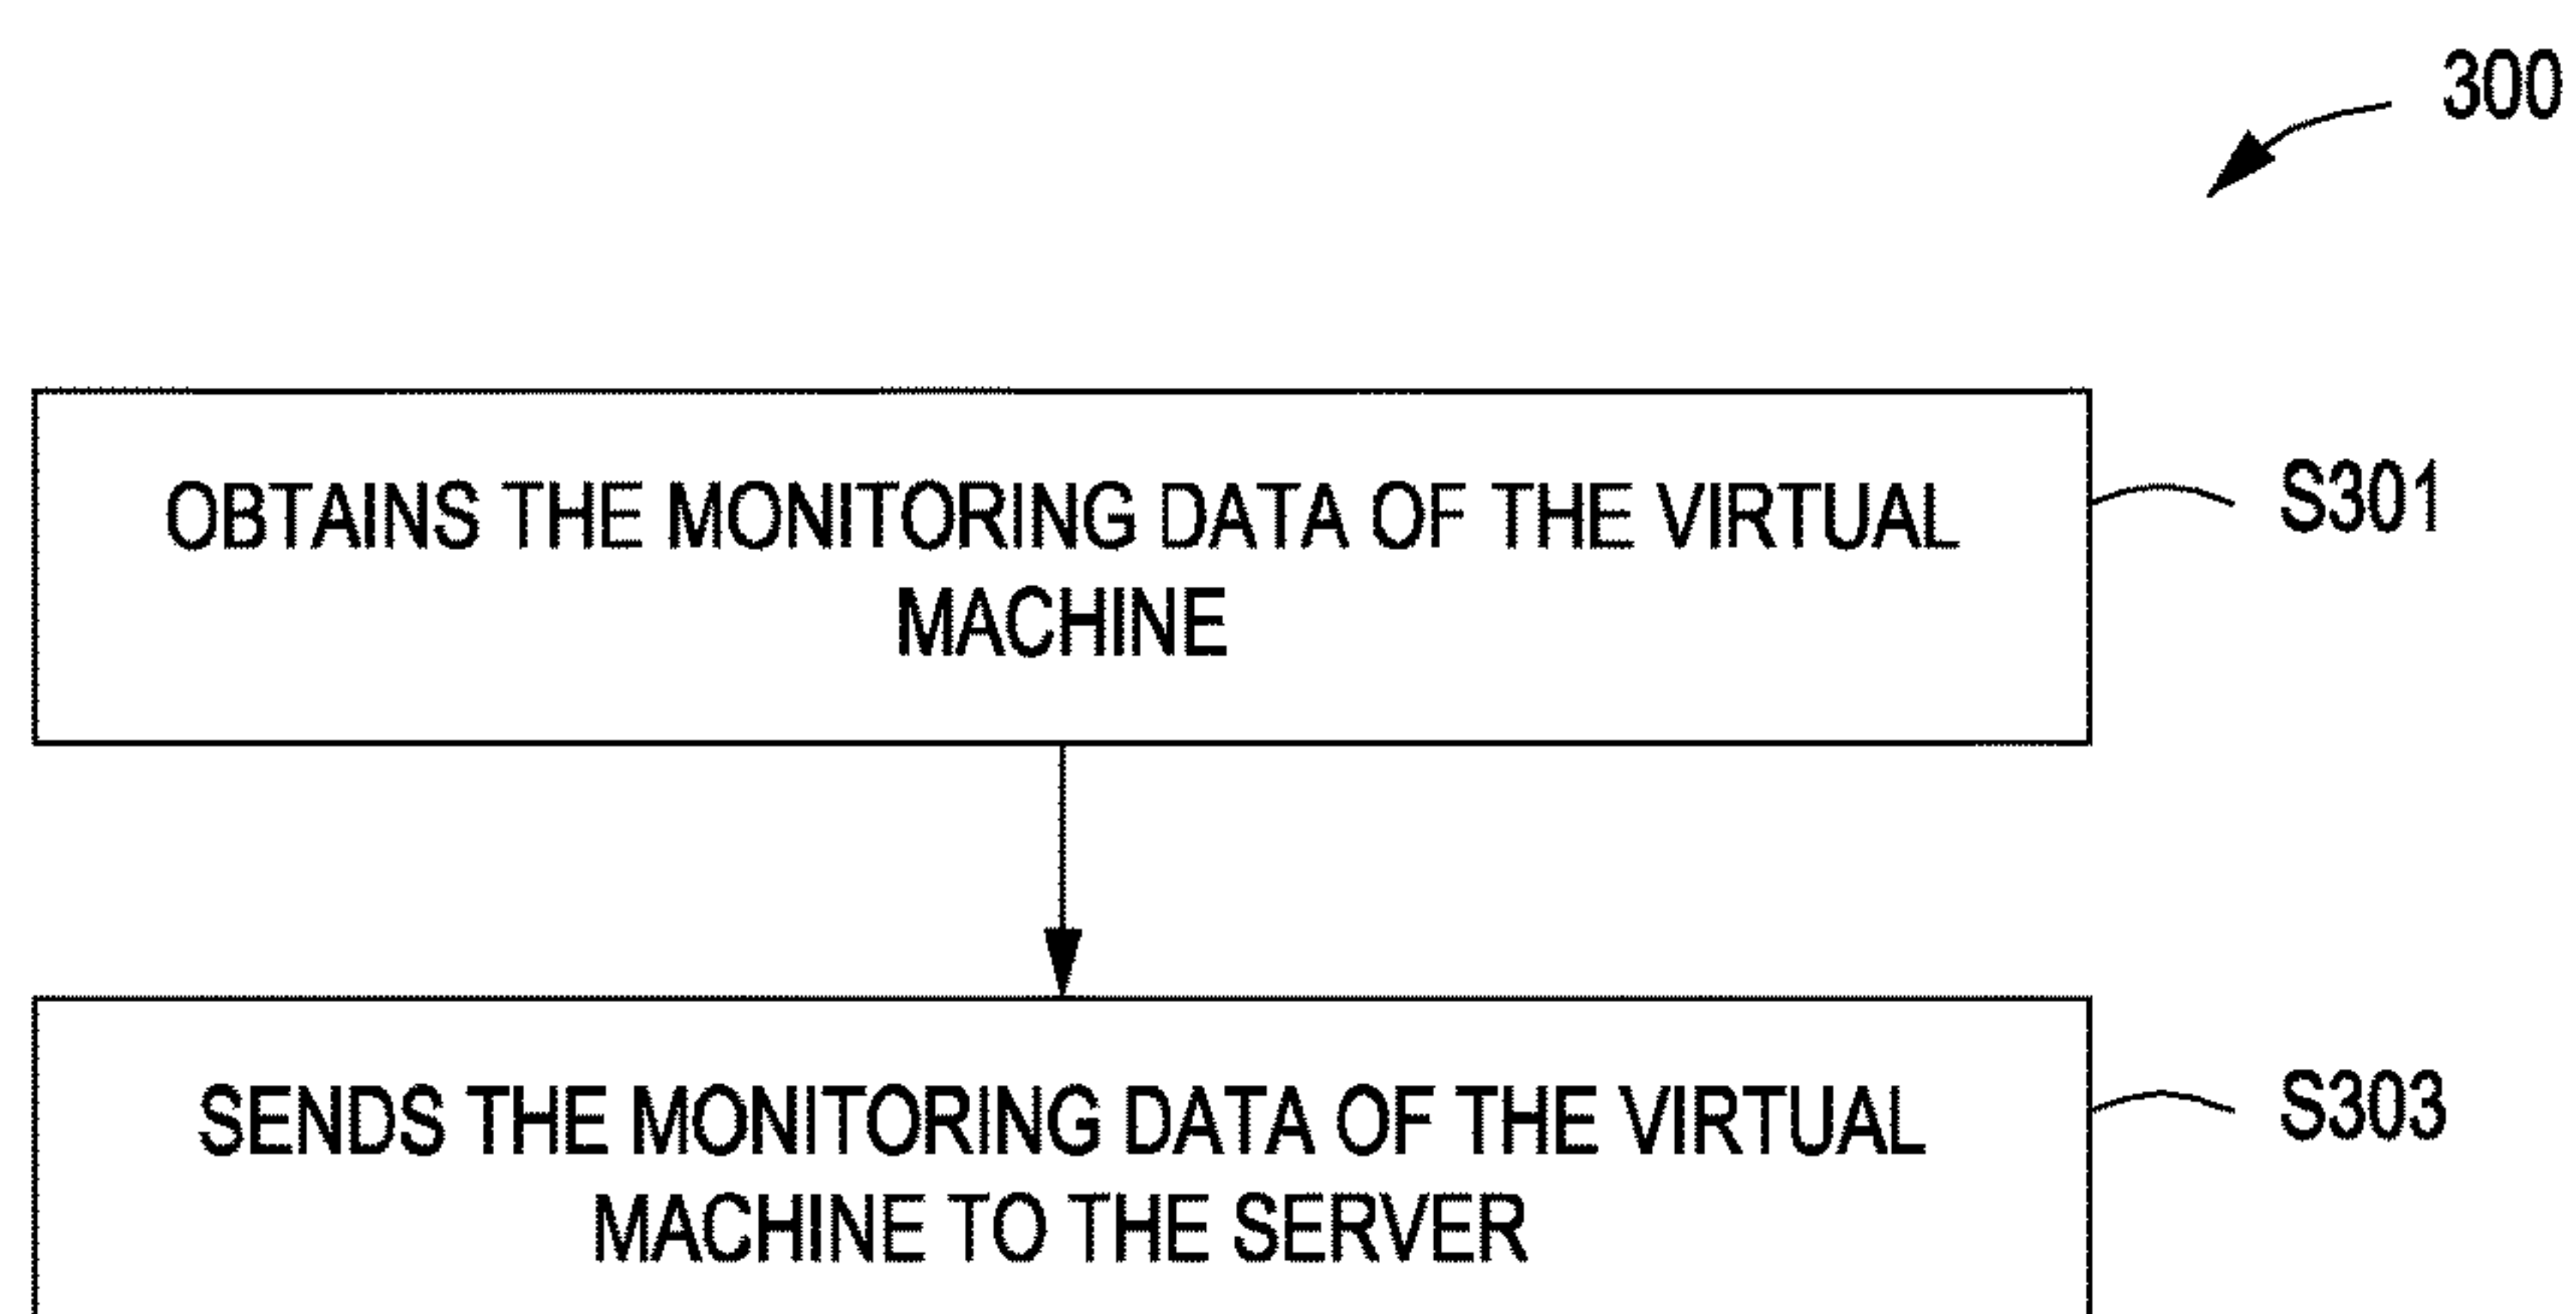 300
OBTAINS THE MONITORING DATA OF THE VIRTUAL
MACHINE
S301
SENDS THE MONITORING DATA OF THE VIRTUAL
MACHINE TO THE SERVER
S303